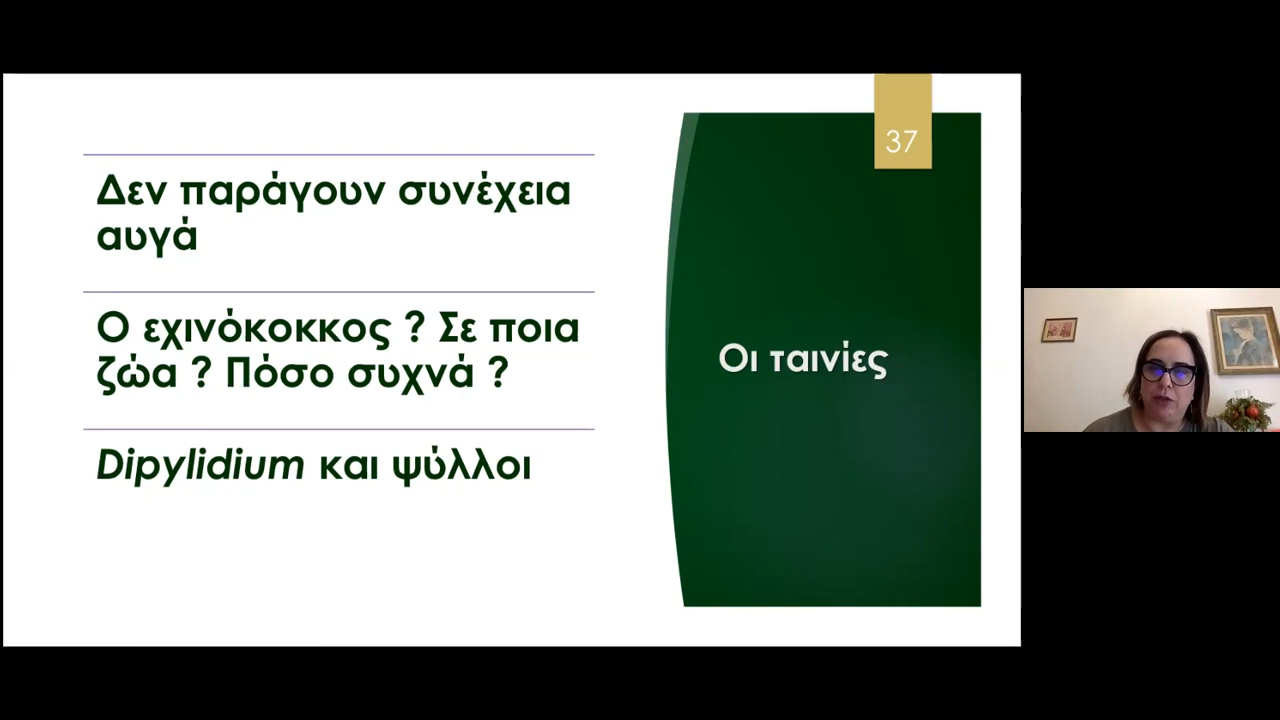 Δεν παράγουν συνέχεια
αυγά
Ο εχινόκοκκος ? Σε ποια
ζώα ? Πόσο συχνά ?
Dipylidium και ψύλλοι
37
Οι ταινίες